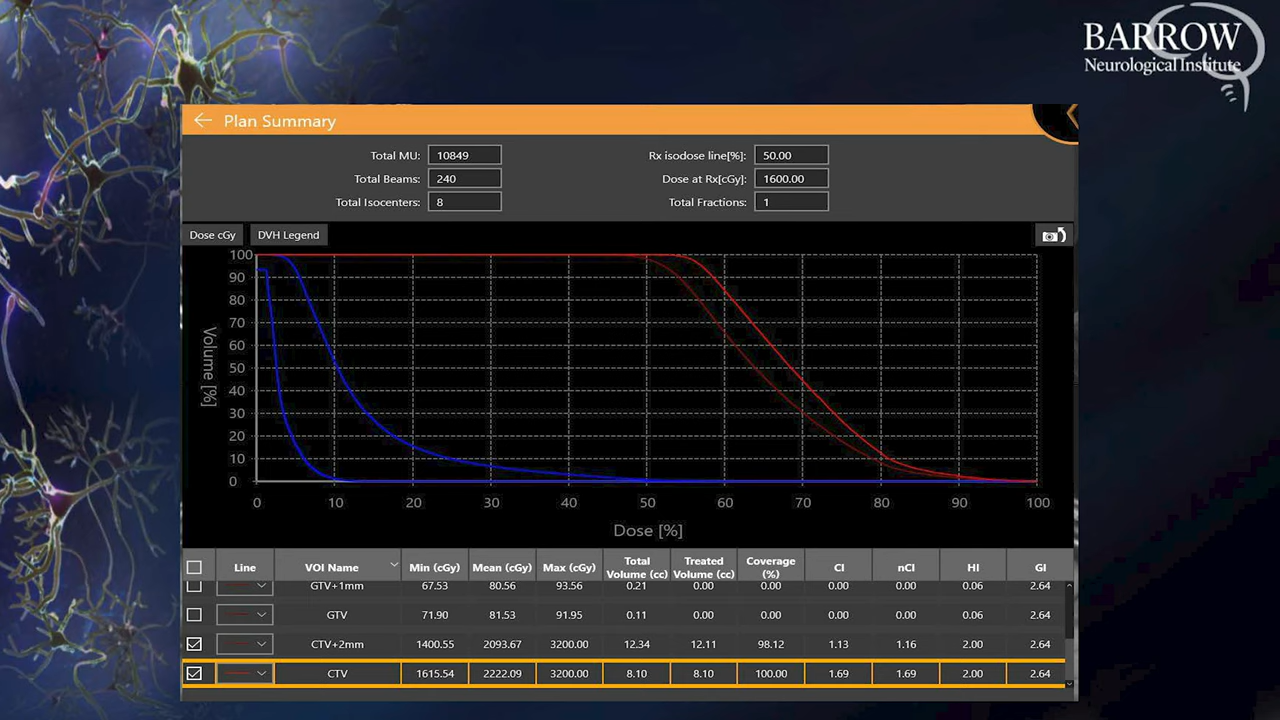 BARROW
Neurological Institute
Plan Summary
Total MU: 10849 Rx isodose line[%]: 50.00
Total Beams: 240 Dose at Rx[cGy]: 1600.00
Total Isocenters: 8 Total Fractions: 1
Dose cGy DVH Legend
100
90
80
70
60
50
40
30
20
10
0
Volume [%]
0 10 20 30 40 50 60 70 80 90 100
Dose [%]
Line VOI Name Min (cGy) Mean (cGy) Max (cGy) Total Volume (cc) Treated Volume (cc) Coverage (%) CI nCI HI GI
GTV+1mm 67.53 80.56 93.56 0.21 0.00 0.00 0.00 0.00 0.06 2.64
GTV 71.90 81.53 91.95 0.11 0.00 0.00 0.00 0.00 0.06 2.64
CTV+2mm 1400.55 2093.67 3200.00 12.34 12.11 98.12 1.13 1.16 2.00 2.64
CTV 1615.54 2222.09 3200.00 8.10 8.10 100.00 1.69 1.69 2.00 2.64